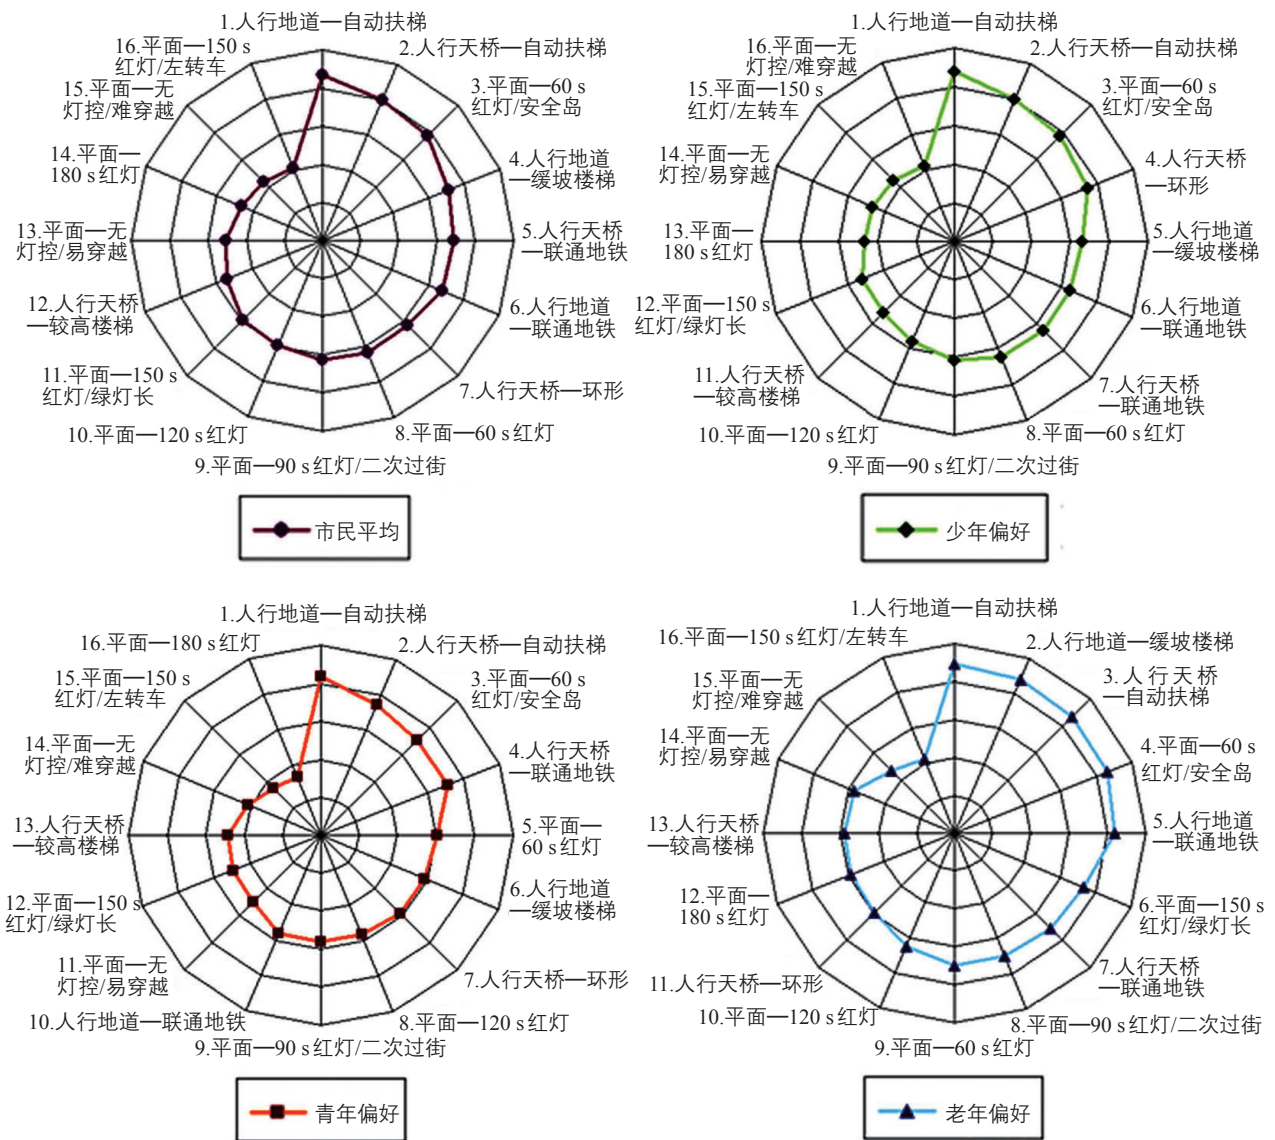 1.人行地道—自动扶梯
2.人行天桥—自动扶梯
3.平面—60 s
红灯/安全岛
4.人行地道
—缓坡楼梯
5.人行天桥
—联通地铁
6.人行地道
—联通地铁
7.人行天桥—环形
8.平面—60 s 红灯
9.平面—90 s 红灯/二次过街
10.平面—120 s 红灯
11.平面—150 s
红灯/绿灯长
12.人行天桥
—较高楼梯
13.平面—无
灯控/易穿越
14.平面—
180 s 红灯
15.平面—无
灯控/难穿越
16.平面—150 s
红灯/左转车
市民平均
1.人行地道—自动扶梯
2.人行天桥—自动扶梯
3.平面—60 s
红灯/安全岛
4.人行天桥
—环形
5.人行地道
—缓坡楼梯
6.人行地道
—联通地铁
7.人行天桥
—联通地铁
8.平面—60 s 红灯
9.平面—90 s 红灯/二次过街
10.平面—120 s 红灯
11.人行天桥
—较高楼梯
12.平面—150 s
红灯/绿灯长
13.平面—
180 s 红灯
14.平面—无
灯控/易穿越
15.平面—150 s
红灯/左转车
16.平面—无
灯控/难穿越
少年偏好
1.人行地道—自动扶梯
2.人行天桥—自动扶梯
3.平面—60 s
红灯/安全岛
4.人行天桥
—联通地铁
5.平面—
60 s 红灯
6.人行地道
—缓坡楼梯
7.人行天桥—环形
8.平面—120 s 红灯
9.平面—90 s 红灯/二次过街
10.人行地道—联通地铁
11.平面—无
灯控/易穿越
12.平面—150 s
红灯/绿灯长
13.人行天桥
—较高楼梯
14.平面—无
灯控/难穿越
15.平面—150 s
红灯/左转车
16.平面—180 s 红灯
青年偏好
1.人行地道—自动扶梯
2.人行地道—缓坡楼梯
3.人行天桥
—自动扶梯
4.平面—60 s
红灯/安全岛
5.人行地道
—联通地铁
6.平面—150 s
红灯/绿灯长
7.人行天桥
—联通地铁
8.平面—90 s 红灯/二次过街
9.平面—60 s 红灯
10.平面—120 s 红灯
11.人行天桥—环形
12.平面—
180 s 红灯
13.人行天桥
—较高楼梯
14.平面—无
灯控/易穿越
15.平面—无
灯控/难穿越
16.平面—150 s 红灯/左转车
老年偏好